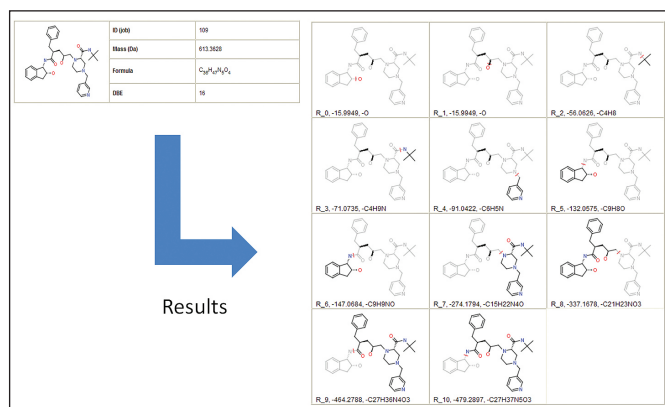 ID (job) 109
Mass (Da) 613.3628
Formula C36H47N5O4
DBE 16
Results
R_0, -15.9949, -O
R_1, -15.9949, -O
R_2, -56.0626, -C4H8
R_3, -71.0735, -C4H9N
R_4, -91.0422, -C6H5N
R_5, -132.0575, -C9H8O
R_6, -147.0684, -C9H9NO
R_7, -274.1794, -C15H22N4O
R_8, -337.1678, -C21H23NO3
R_9, -464.2788, -C27H36N4O3
R_10, -479.2897, -C27H37N5O3